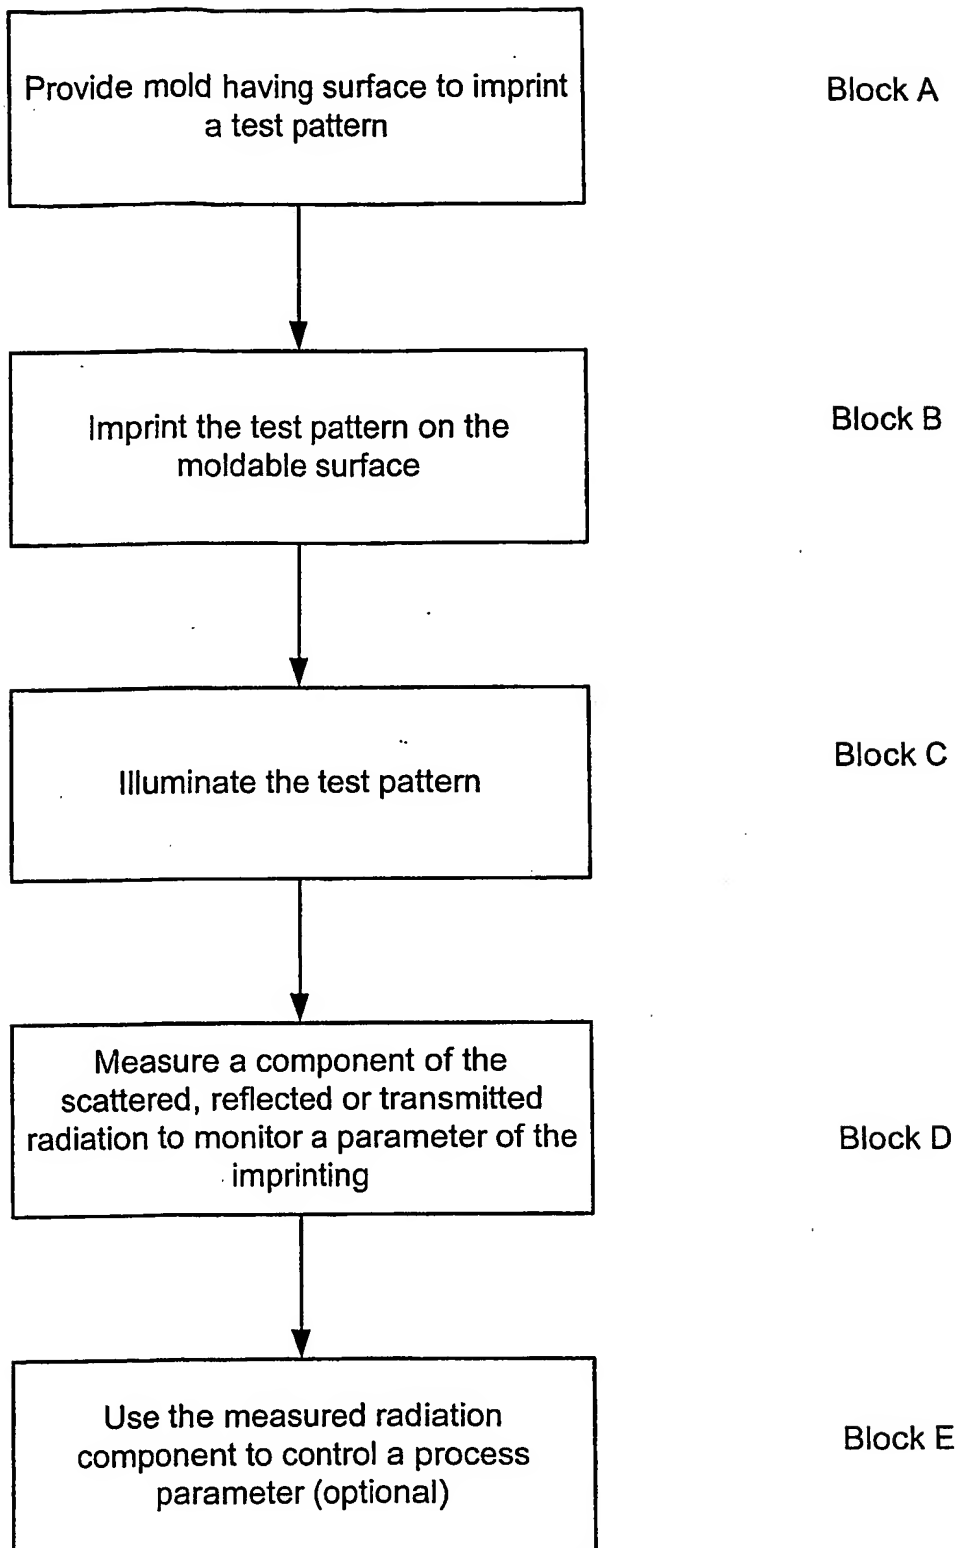 Provide mold having surface to imprint
a test pattern
Block A
Imprint the test pattern on the
moldable surface
Block B
Illuminate the test pattern
Block C
Measure a component of the
scattered, reflected or transmitted
radiation to monitor a parameter of the
imprinting
Block D
Use the measured radiation
component to control a process
parameter (optional)
Block E